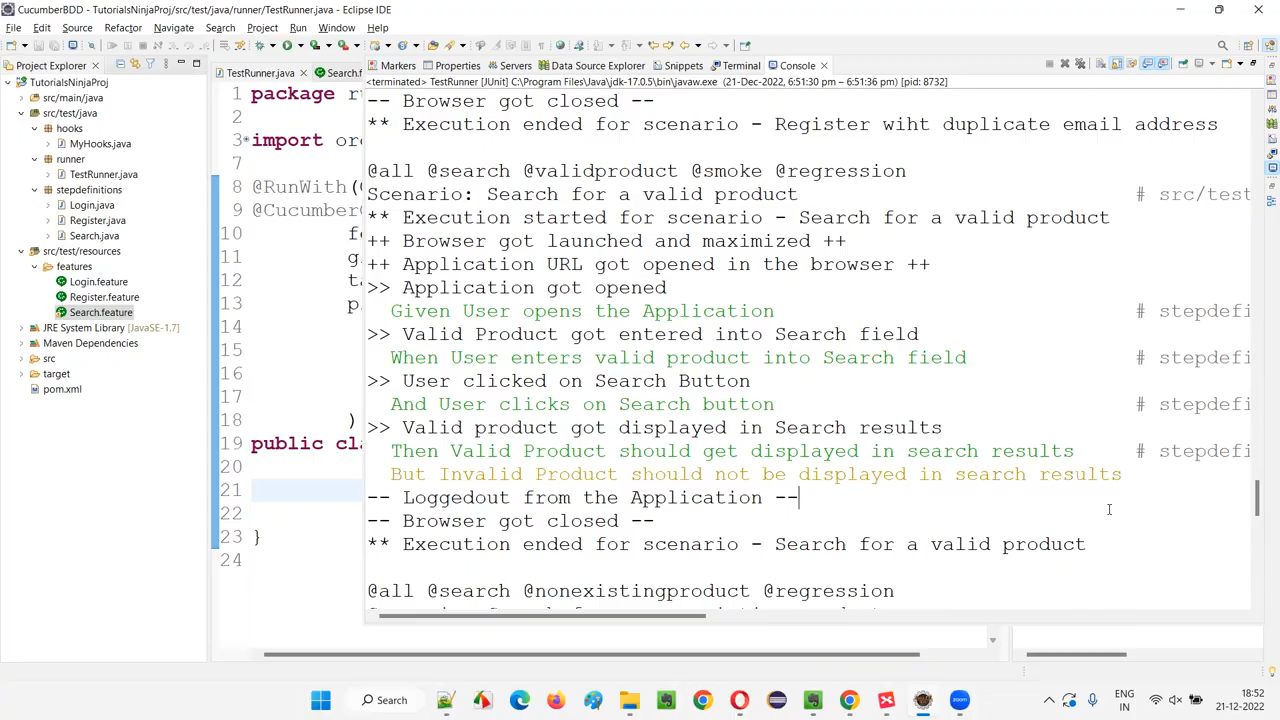 CucumberBDD - TutorialsNinjaProj/src/test/java/runner/TestRunner.java - Eclipse IDE
File Edit Source Refactor Navigate Search Project Run Window Help
Project Explorer
TutorialsNinjaProj
src/main/java
src/test/java
hooks
MyHooks.java
runner
TestRunner.java
stepdefinitions
Login.java
Register.java
Search.java
src/test/resources
features
Login.feature
Register.feature
Search.feature
JRE System Library [JavaSE-1.7]
Maven Dependencies
src
target
pom.xml
TestRunner.java
Search.f
1 package ru
2
3 import or
7
8 @RunWith(
9 @Cucumber
10 fe
11 g
12 ta
13 p
14
15
16
17
18 )
19 public cl
20
21
22
23 }
24
Markers Properties Servers Data Source Explorer Snippets Terminal Console
<terminated> TestRunner [JUnit] C:\Program Files\Java\jdk-17.0.5\bin\javaw.exe (21-Dec-2022, 6:51:30 pm – 6:51:36 pm) [pid: 8732]
-- Browser got closed --
** Execution ended for scenario - Register wiht duplicate email address
@all @search @validproduct @smoke @regression
Scenario: Search for a valid product # src/test
** Execution started for scenario - Search for a valid product
++ Browser got launched and maximized ++
++ Application URL got opened in the browser ++
>> Application got opened
Given User opens the Application # stepdefi
>> Valid Product got entered into Search field
When User enters valid product into Search field # stepdefi
>> User clicked on Search Button
And User clicks on Search button # stepdefi
>> Valid product got displayed in Search results
Then Valid Product should get displayed in search results # stepdefi
But Invalid Product should not be displayed in search results
-- Loggedout from the Application --
-- Browser got closed --
** Execution ended for scenario - Search for a valid product
@all @search @nonexistingproduct @regression
Search
ENG
IN
18:52
21-12-2022